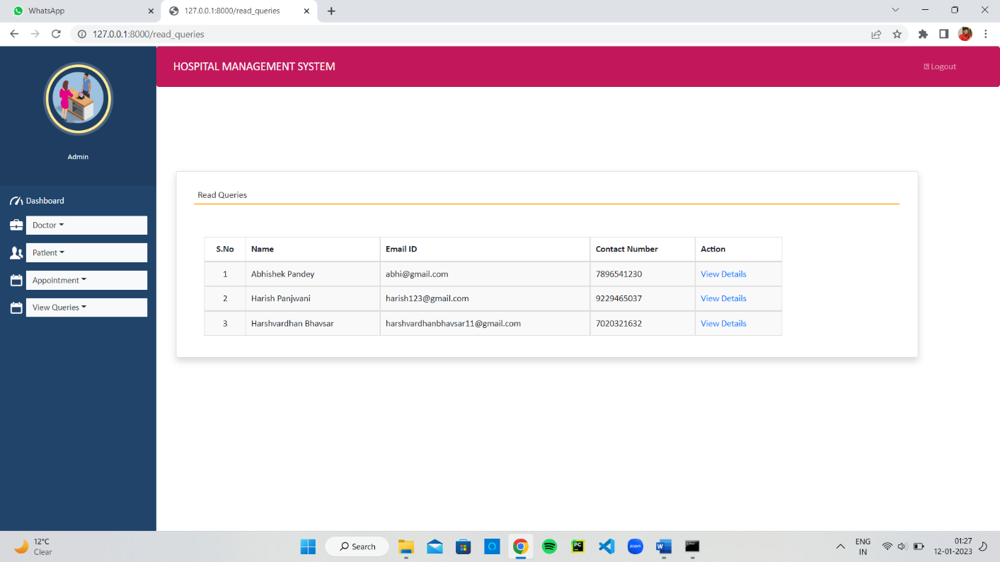 WhatsApp
127.0.0.1:8000/read_queries
127.0.0.1:8000/read_queries
HOSPITAL MANAGEMENT SYSTEM
Logout
Admin
Dashboard
Doctor
Patient
Appointment
View Queries
Read Queries
S.No Name Email ID Contact Number Action
1 Abhishek Pandey abhi@gmail.com 7896541230 View Details
2 Harish Panjwani harish123@gmail.com 9229465037 View Details
3 Harshvardhan Bhavsar harshvardhanbhavsar11@gmail.com 7020321632 View Details
12°C
Clear
Search
PC
zoom
W
ENG
IN
01:27
12-01-2023